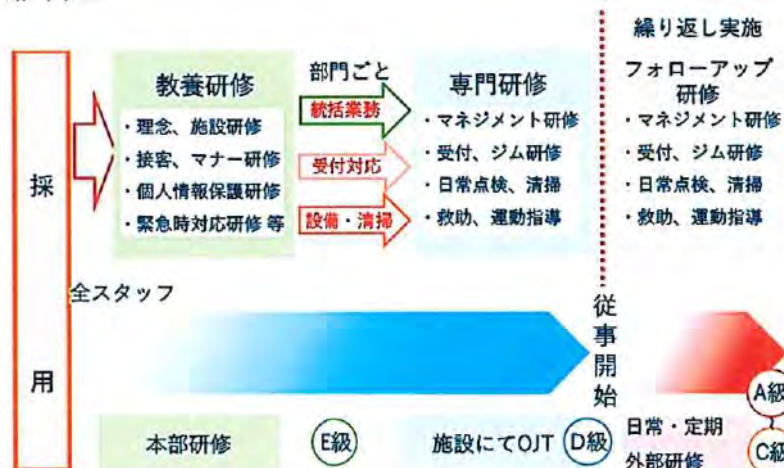 繰り返し実施
教養研修
部門ごと
専門研修
フォローアップ
研修
・理念、施設研修
・接客、マナー研修
・個人情報保護研修
・緊急時対応研修 等
統括業務
受付対応
設備・清掃
・マネジメント研修
・受付、ジム研修
・日常点検、清掃
・救助、運動指導
・マネジメント研修
・受付、ジム研修
・日常点検、清掃
・救助、運動指導
採用
全スタッフ
従事開始
A級
本部研修
E級
施設にてOJT
D級
日常・定期
外部研修
C級